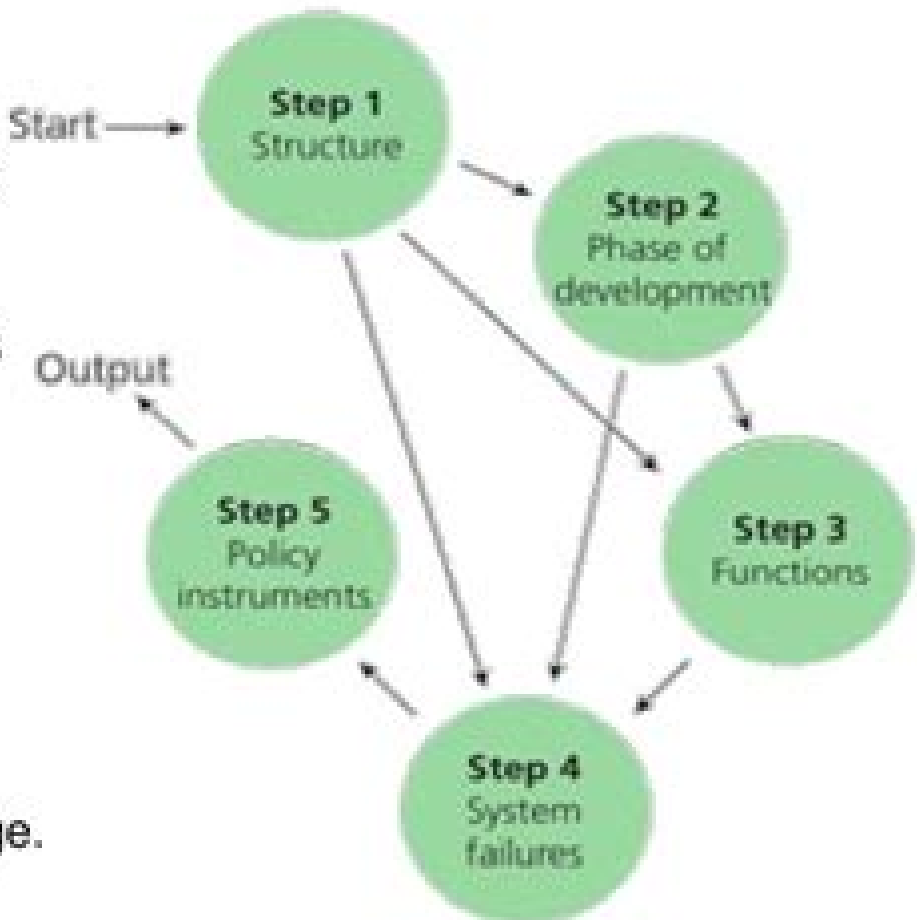 Start
Step 1
Structure
Step 2
Phase of
development
Output
Step 3
Functions
Step 5
Policy
instruments
Step 4
System
failures